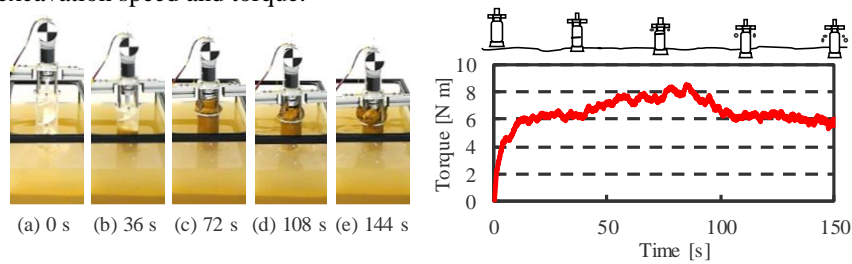 excavation speed and torque.
(a) 0 s (b) 36 s (c) 72 s (d) 108 s (e) 144 s
Torque [N m]
10
8
6
4
2
0
0 50 100 150
Time [s]